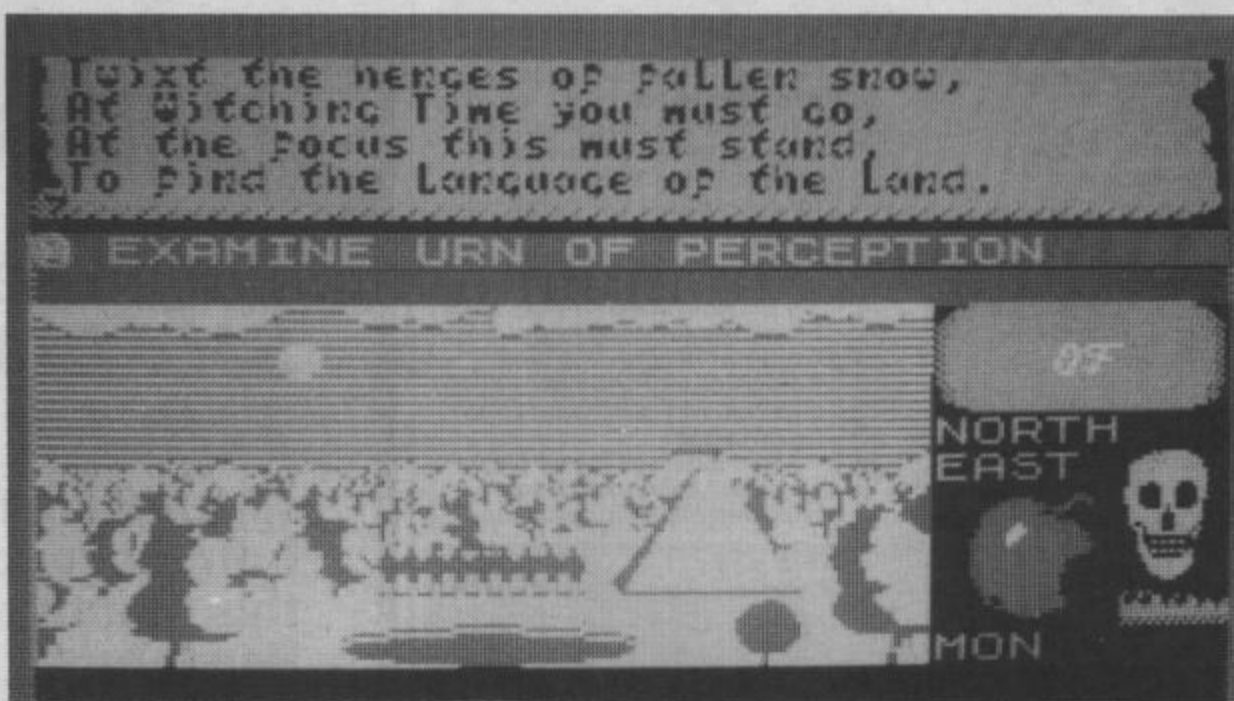 Twixt the henges of fallen snow,
At Witching Time you must go,
At the Focus this must stand,
To find the Language of the Land.
EXAMINE URN OF PERCEPTION
OF
NORTH
EAST
MON